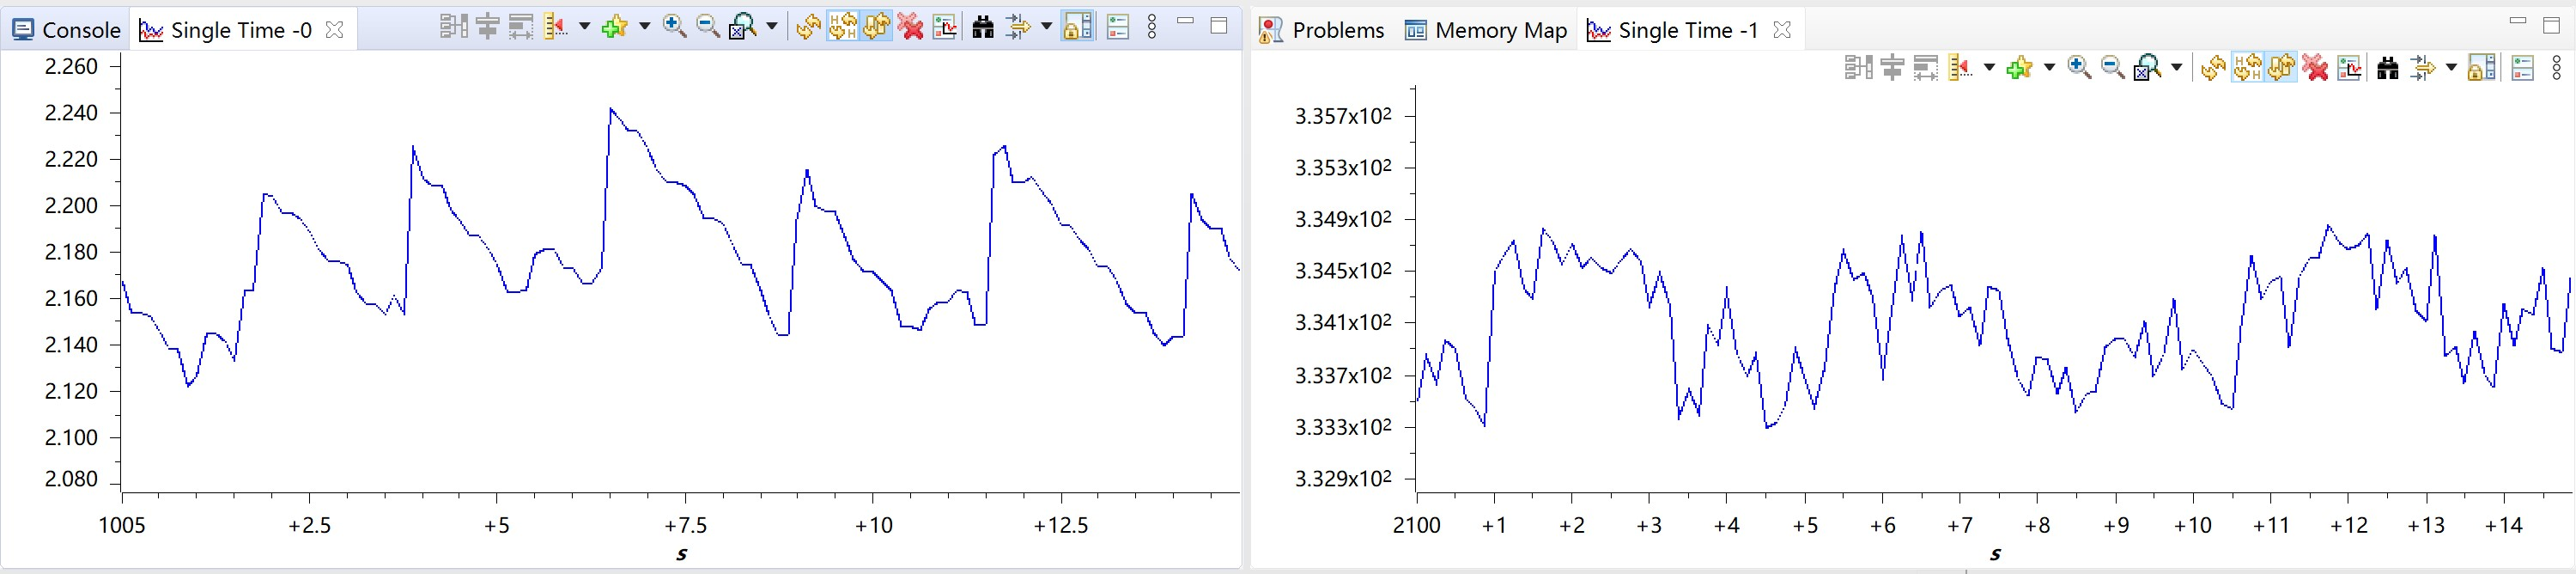 Console Single Time -0
2.260
2.240
2.220
2.200
2.180
2.160
2.140
2.120
2.100
2.080
1005 +2.5 +5 +7.5 +10 +12.5
s
Problems Memory Map Single Time -1
3.357x10²
3.353x10²
3.349x10²
3.345x10²
3.341x10²
3.337x10²
3.333x10²
3.329x10²
2100 +1 +2 +3 +4 +5 +6 +7 +8 +9 +10 +11 +12 +13 +14
s